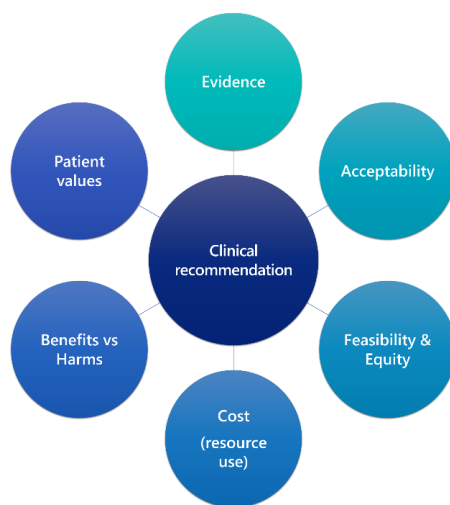 Evidence
Acceptability
Feasibility &
Equity
Cost
(resource
use)
Benefits vs
Harms
Patient
values
Clinical
recommendation